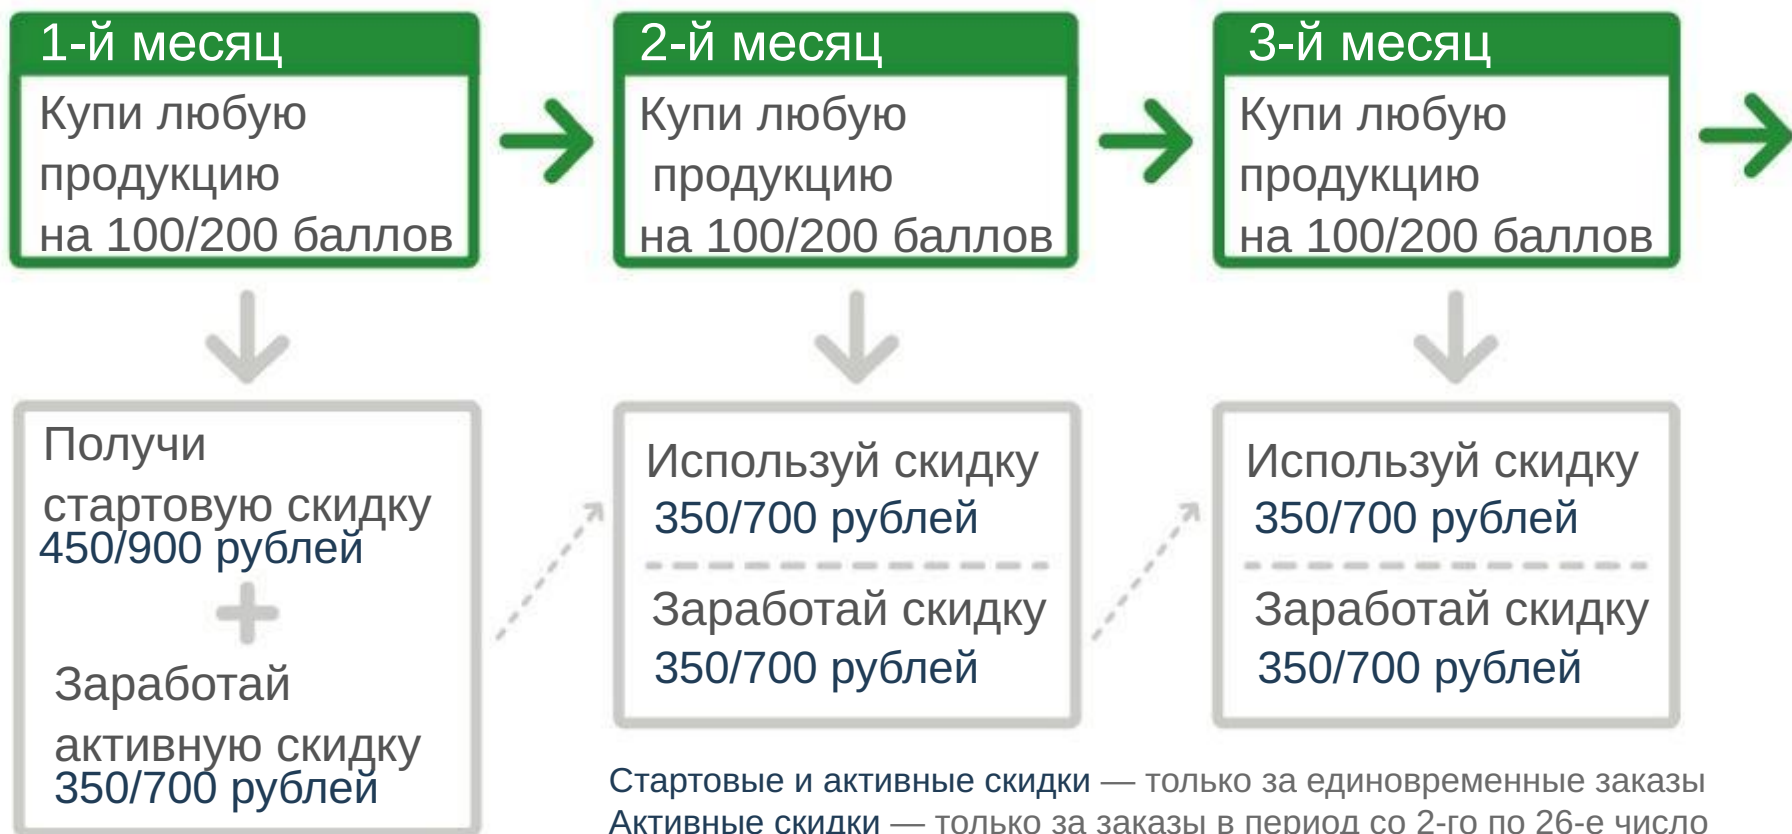 1-й месяц
Купи любую
продукцию
на 100/200 баллов
2-й месяц
Купи любую
продукцию
на 100/200 баллов
3-й месяц
Купи любую
продукцию
на 100/200 баллов
Получи
стартовую скидку
450/900 рублей
+
Заработай
активную скидку
350/700 рублей
Используй скидку
350/700 рублей
Заработай скидку
350/700 рублей
Используй скидку
350/700 рублей
Заработай скидку
350/700 рублей
Стартовые и активные скидки — только за единовременные заказы
Активные скидки — только за заказы в период со 2-го по 26-е число